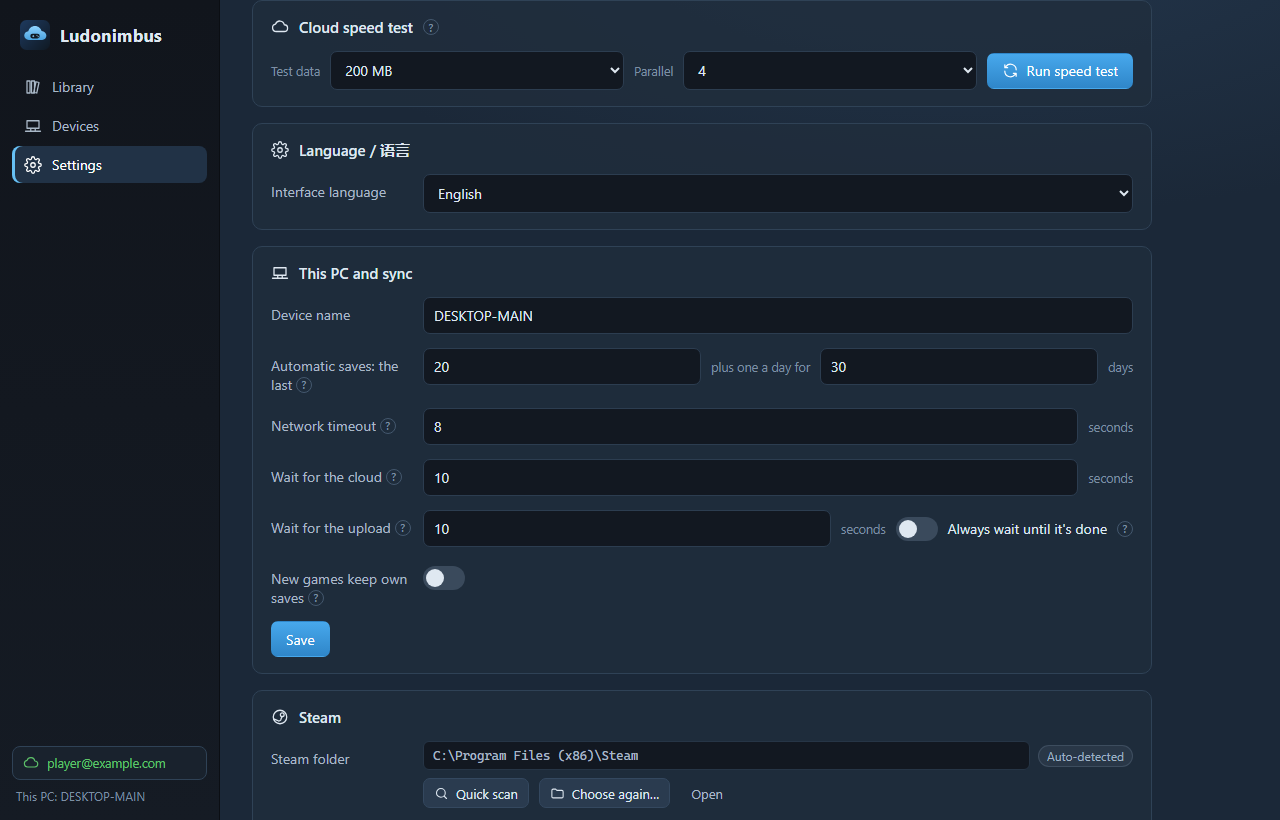 Ludonimbus
Library
Devices
Settings
player@example.com
This PC: DESKTOP-MAIN
Cloud speed test ?
Test data 200 MB Parallel 4 Run speed test
Language / 语言
Interface language English
This PC and sync
Device name DESKTOP-MAIN
Automatic saves: the last ? 20 plus one a day for 30 days
Network timeout ? 8 seconds
Wait for the cloud ? 10 seconds
Wait for the upload ? 10 seconds Always wait until it's done ?
New games keep own saves ?
Save
Steam
Steam folder C:\Program Files (x86)\Steam Auto-detected
Quick scan Choose again... Open